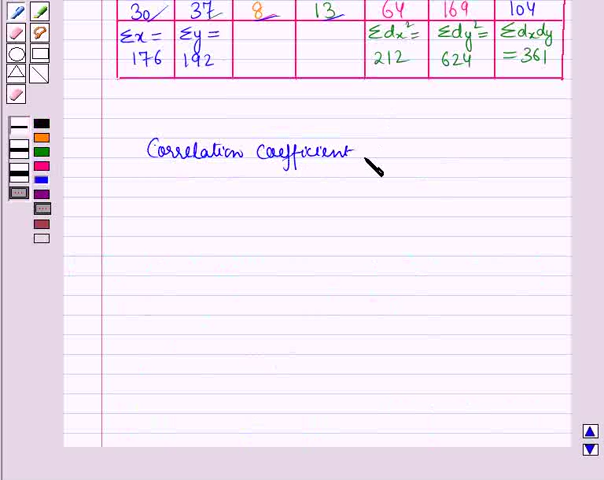 30 37 8 13 64 169 104
Σx = Σy = Σdx²= Σdy²= Σdxdy
176 192 212 624 = 361
Correlation Coefficient